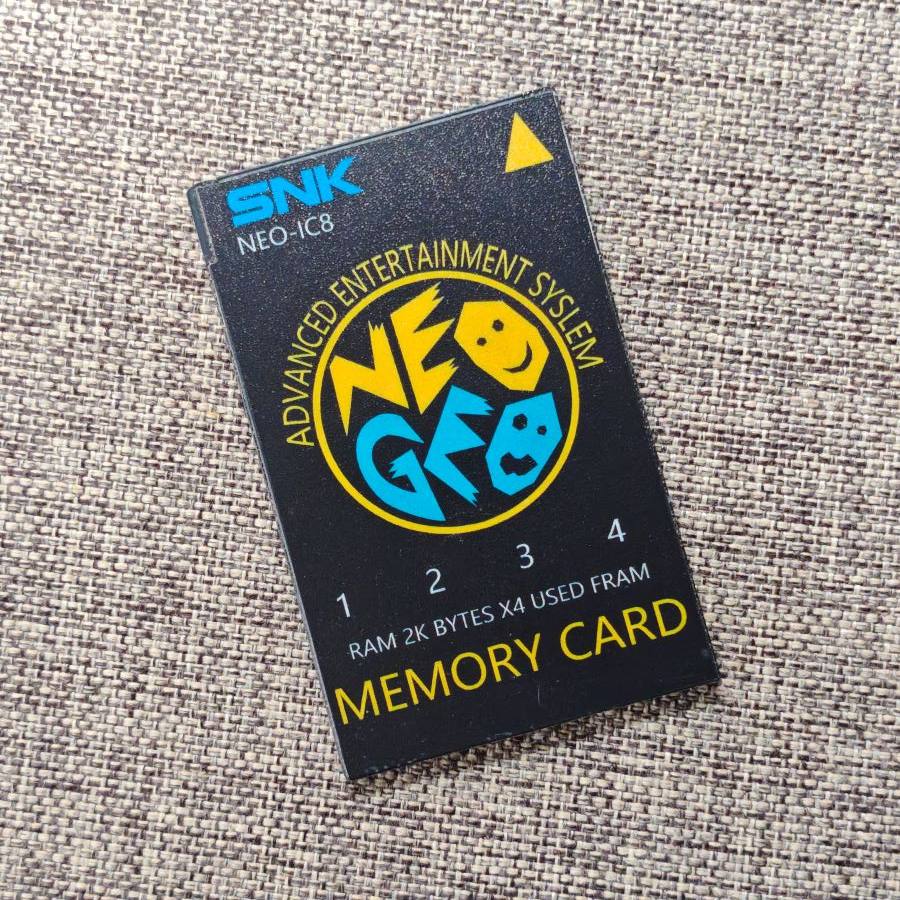 SNK
NEO-IC8
ADVANCED ENTERTAINMENT SYSLEM
NEO
GEO
1 2 3 4
RAM 2K BYTES X4 USED FRAM
MEMORY CARD